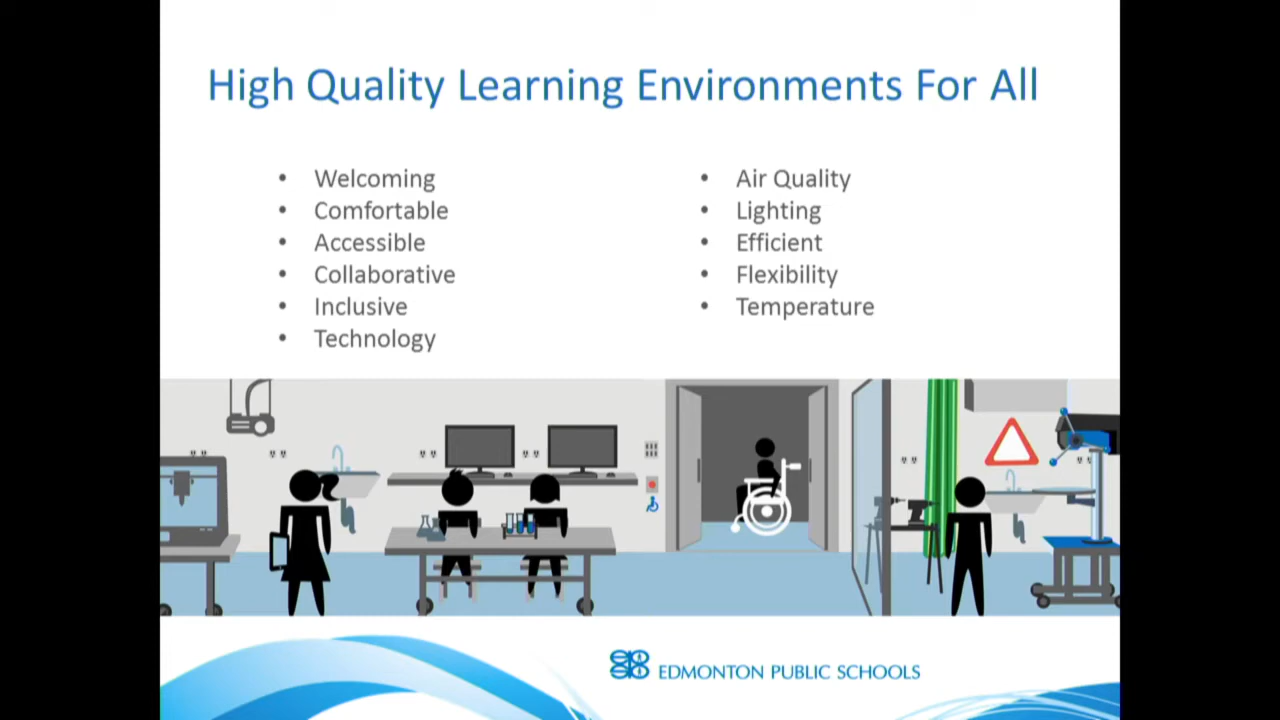 High Quality Learning Environments For All
• Welcoming
• Comfortable
• Accessible
• Collaborative
• Inclusive
• Technology
• Air Quality
• Lighting
• Efficient
• Flexibility
• Temperature
EDMONTON PUBLIC SCHOOLS